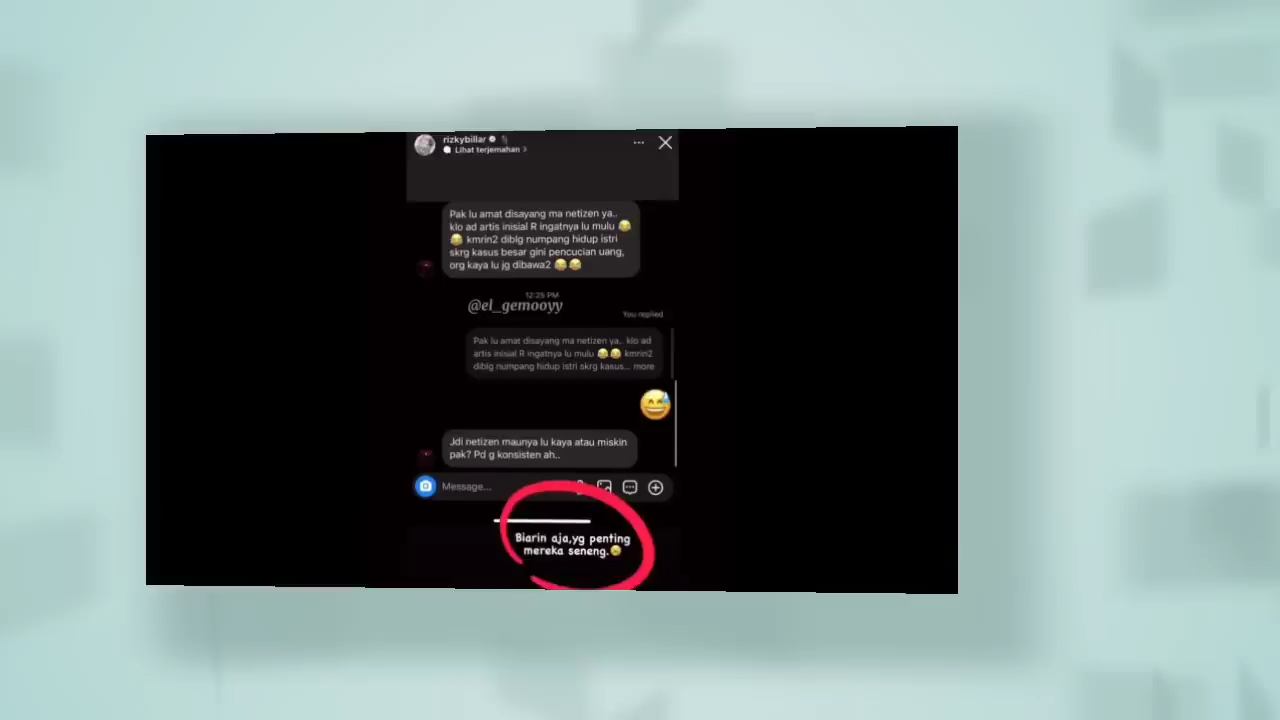 rizkybillar
Lihat terjemahan >
Pak lu amat disayang ma netizen ya..
klo ad artis inisial R ingatnya lu mulu 😂
😂 kmrin2 diblg numpang hidup istri
skrg kasus besar gini pencucian uang,
org kaya lu jg dibawa2 😂😂
12:25 PM
@el_gemooyy
You replied
Pak lu amat disayang ma netizen ya.. klo ad
artis inisial R ingatnya lu mulu 😂😂 kmrin2
diblg numpang hidup istri skrg kasus... more
😅
Jdi netizen maunya lu kaya atau miskin
pak? Pd g konsisten ah..
Message...
Biarin aja,yg penting
mereka seneng.